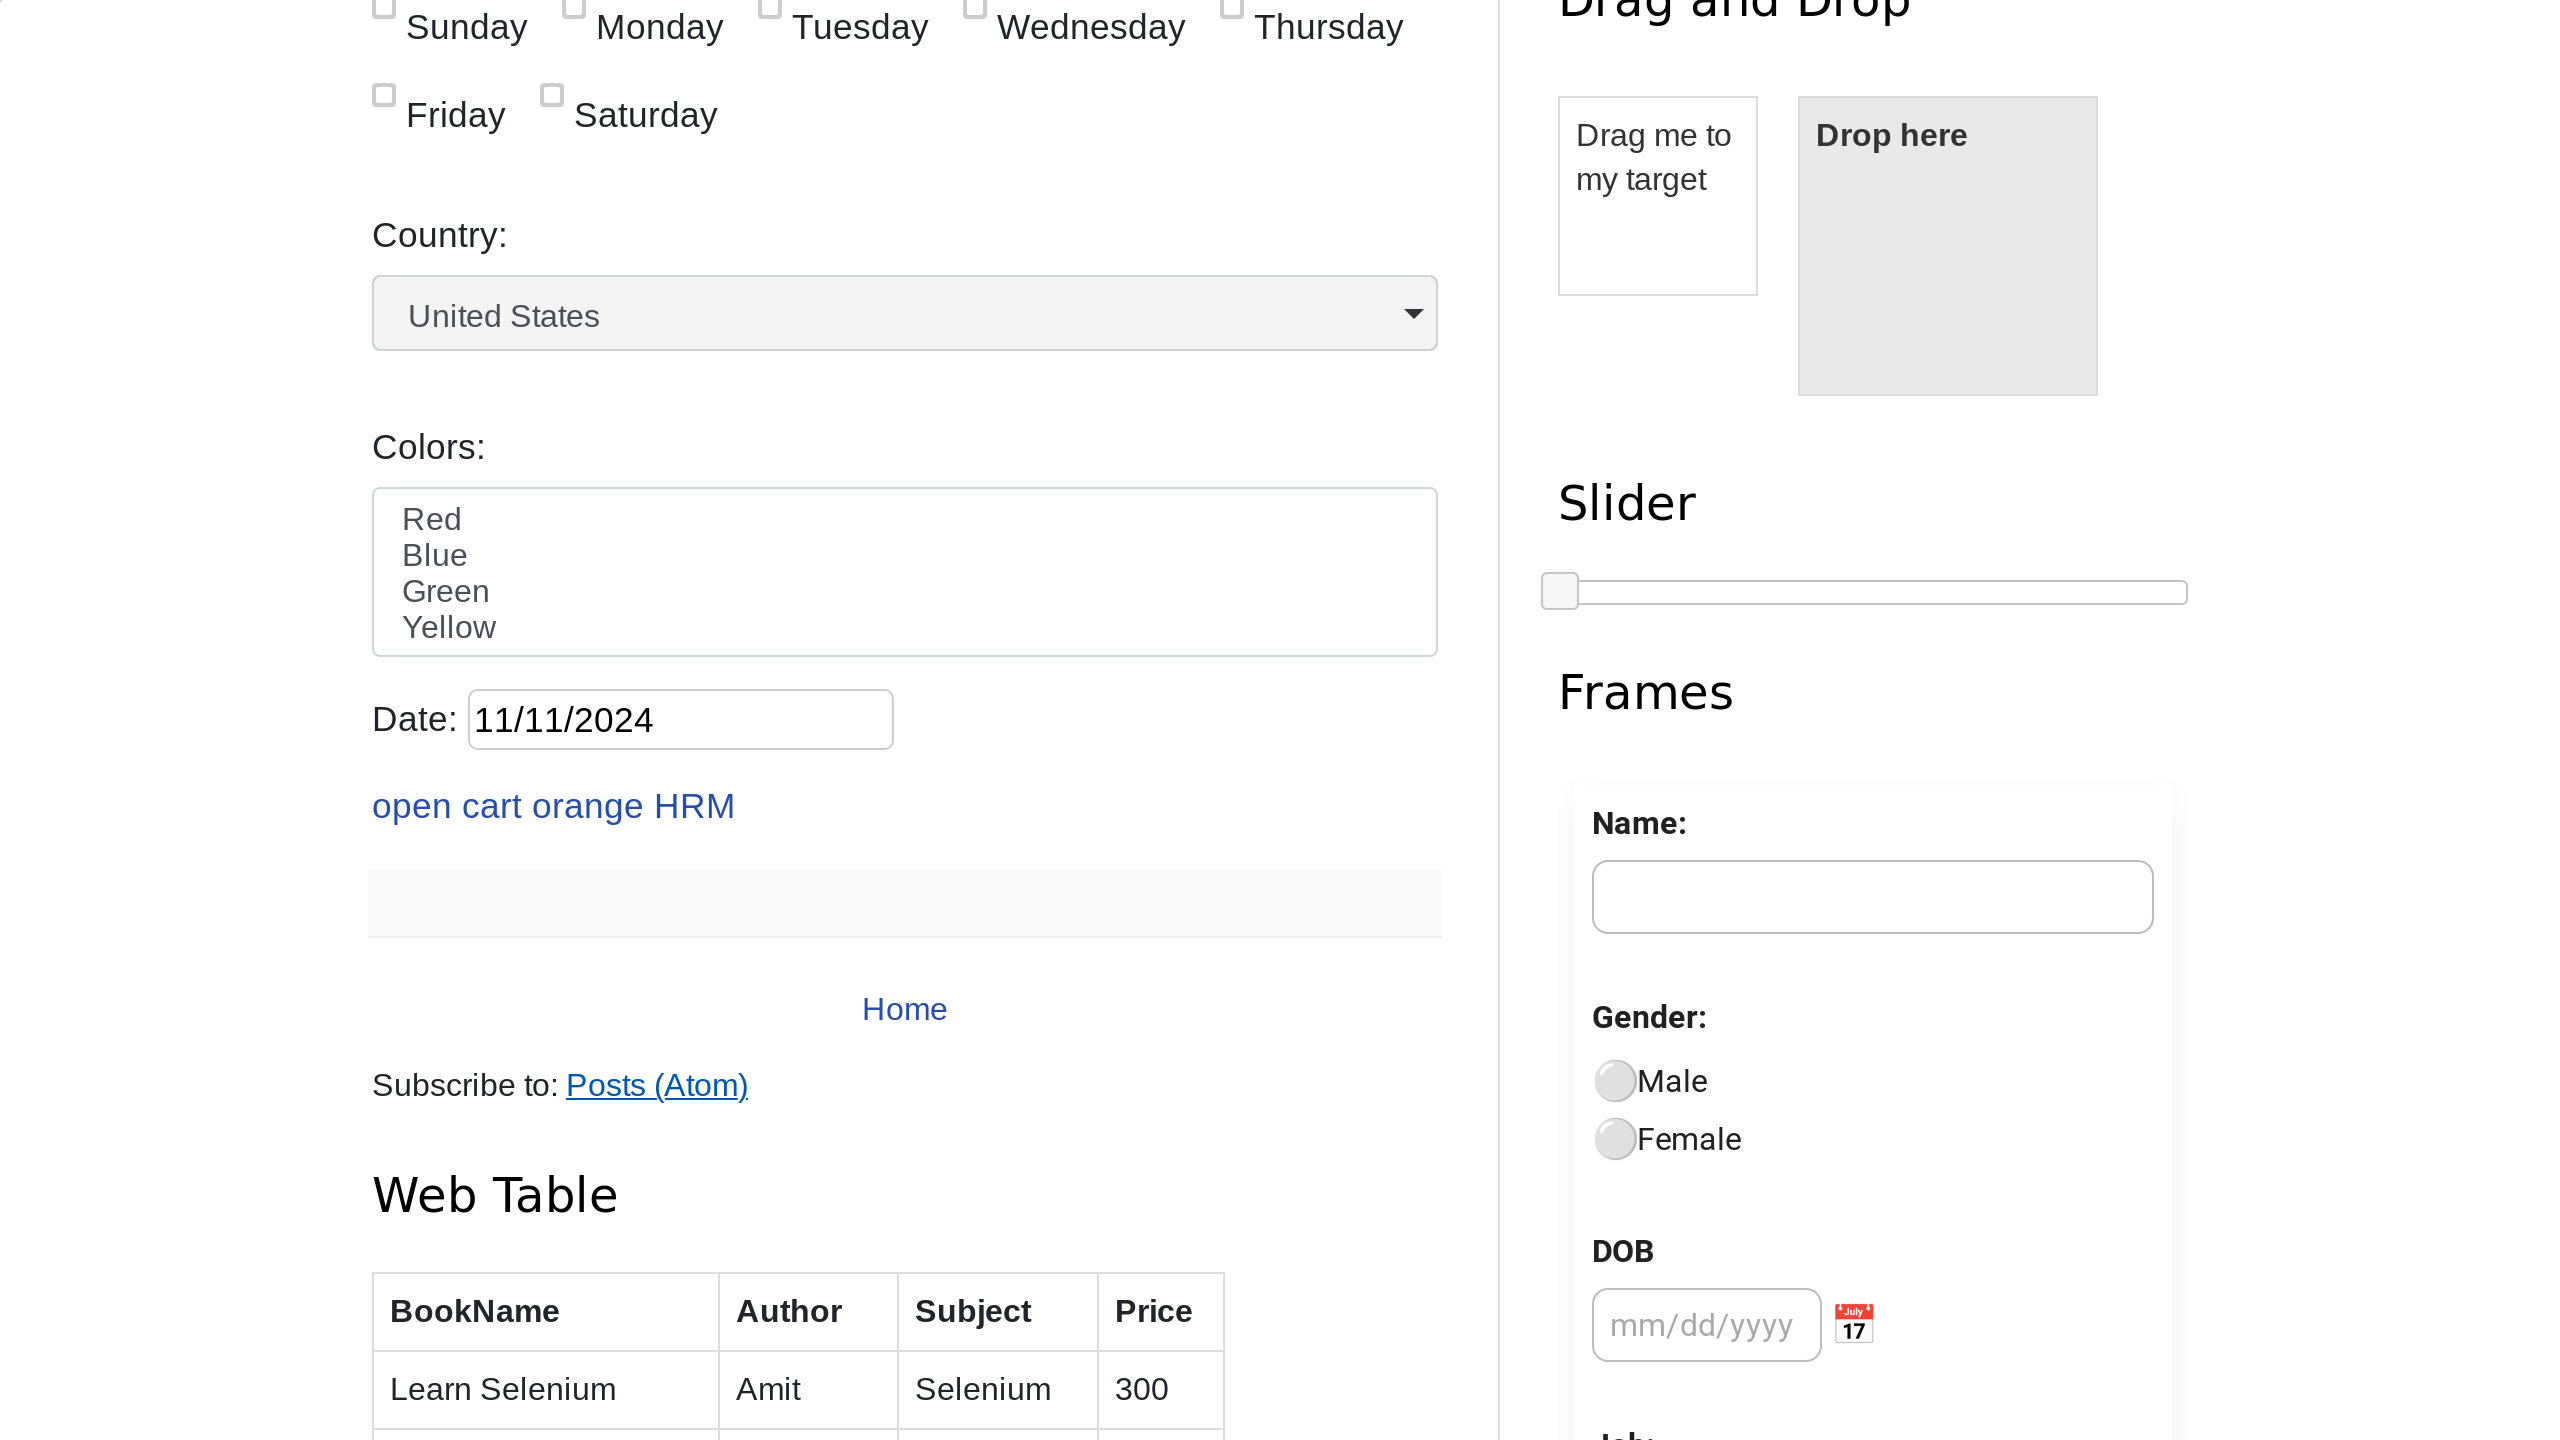 Sunday Monday Tuesday Wednesday Thursday
Friday Saturday
Country:
United States
Colors:
Red
Blue
Green
Yellow
Date: 11/11/2024
open cart orange HRM
Home
Subscribe to: Posts (Atom)
Web Table
BookName Author Subject Price
Learn Selenium Amit Selenium 300
Drag and Drop
Drag me to
my target
Drop here
Slider
Frames
Name:
Gender:
Male
Female
DOB
mm/dd/yyyy
July
17